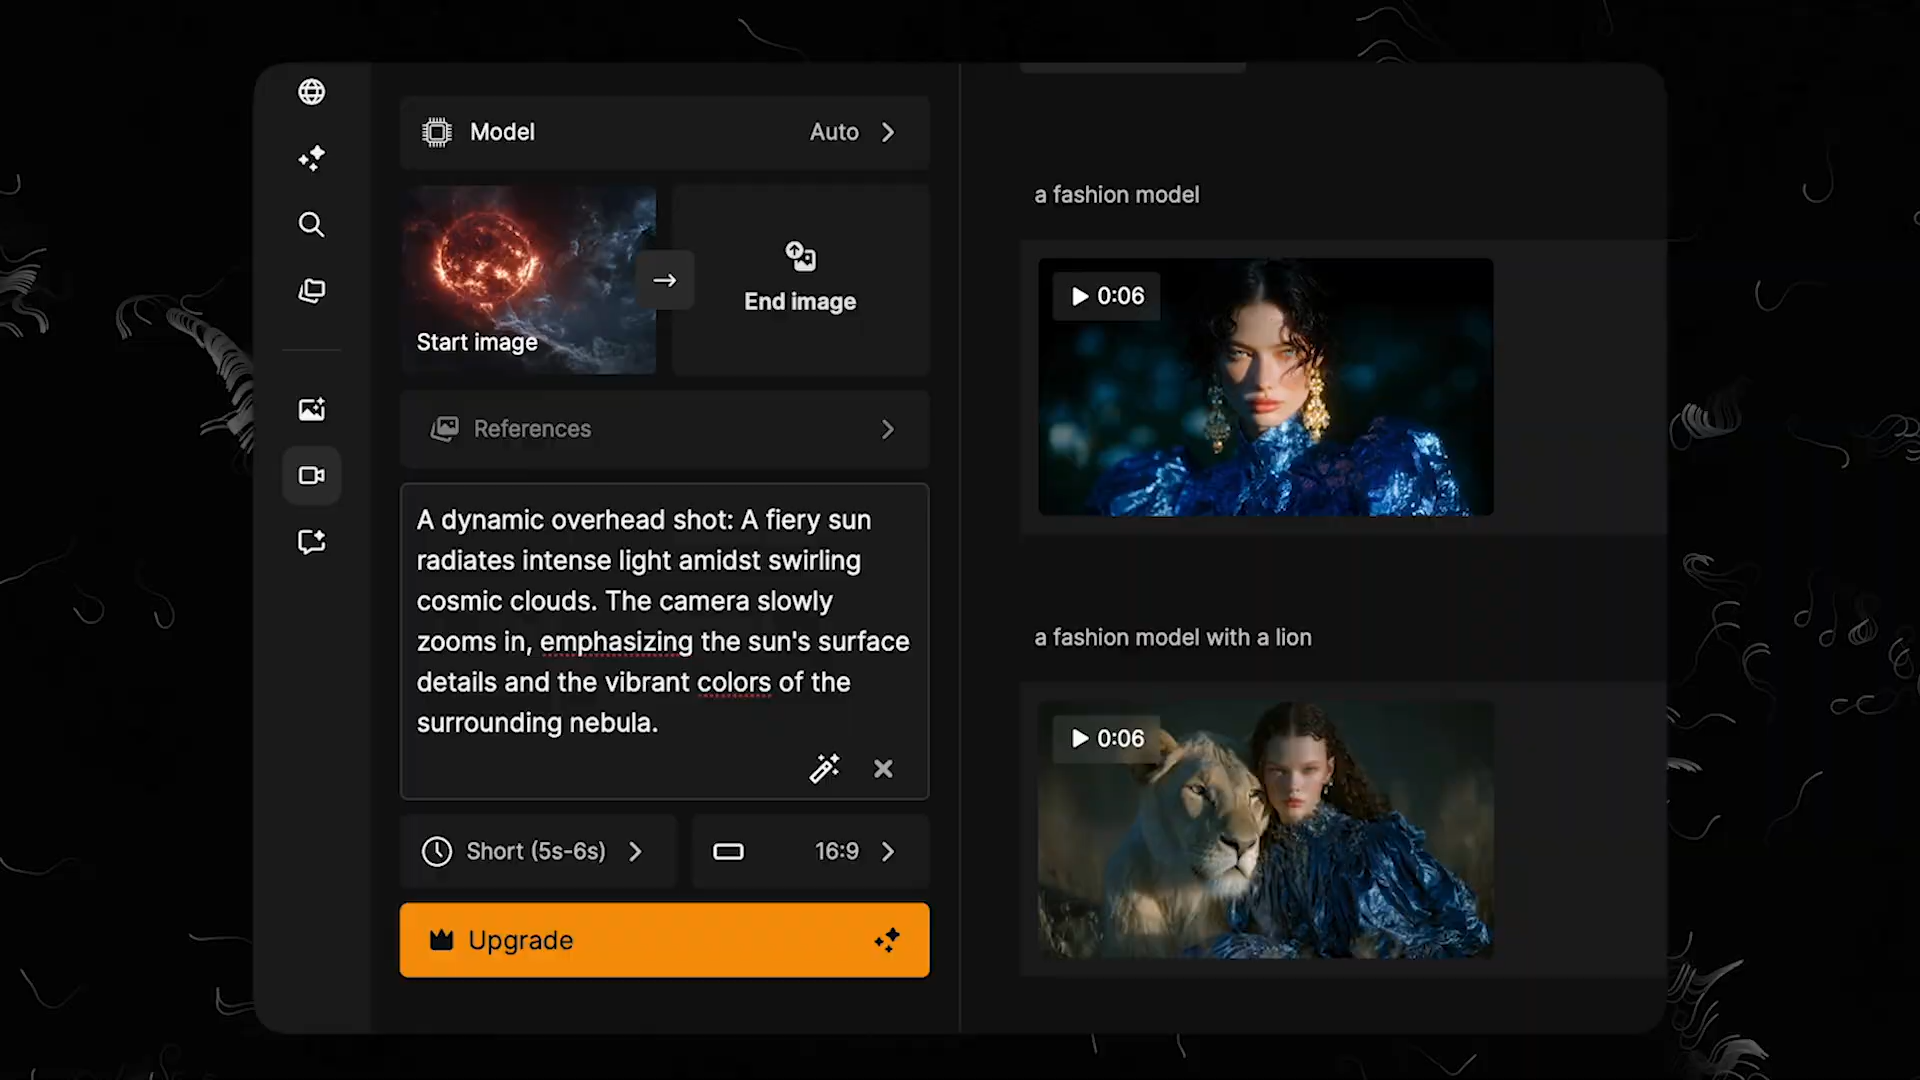 Model
Auto
Start image
End image
References
A dynamic overhead shot: A fiery sun
radiates intense light amidst swirling
cosmic clouds. The camera slowly
zooms in, emphasizing the sun's surface
details and the vibrant colors of the
surrounding nebula.
Short (5s-6s)
16:9
Upgrade
a fashion model
0:06
a fashion model with a lion
0:06